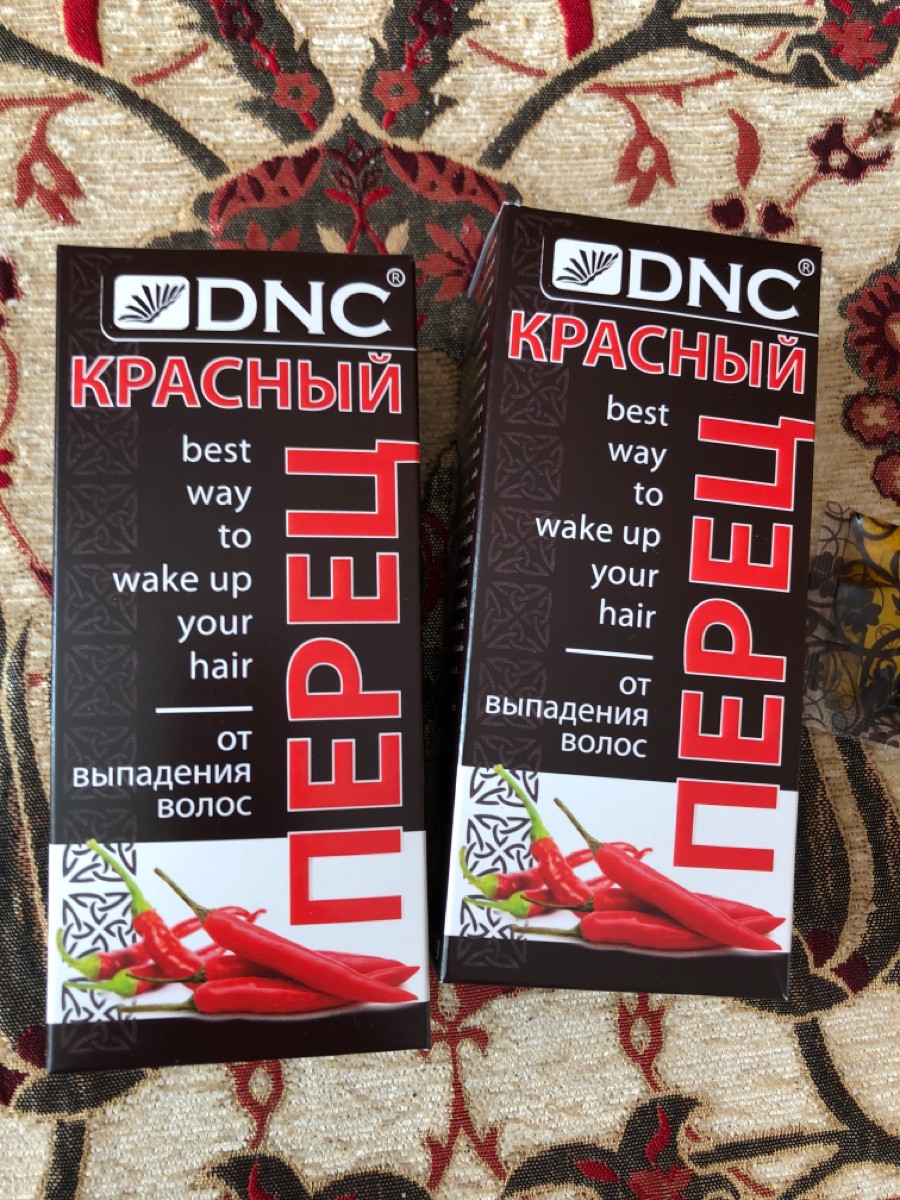 DNC®
КРАСНЫЙ
ПЕРЕЦ
best
way
to
wake up
your
hair
от
выпадения
волос
DNC®
КРАСНЫЙ
ПЕРЕЦ
best
way
to
wake up
your
hair
от
выпадения
волос